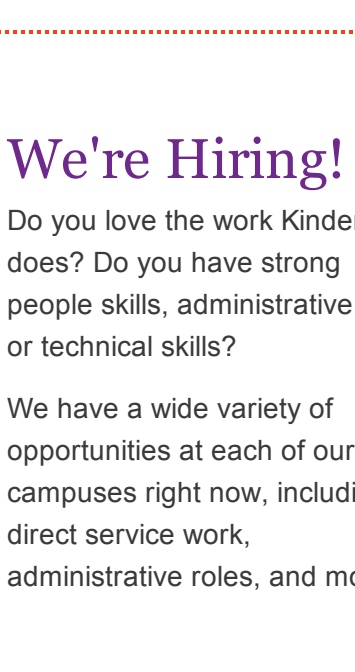 We're Hiring!
Do you love the work Kinder
does? Do you have strong
people skills, administrative
or technical skills?
We have a wide variety of
opportunities at each of our
campuses right now, includi
direct service work,
administrative roles, and mo